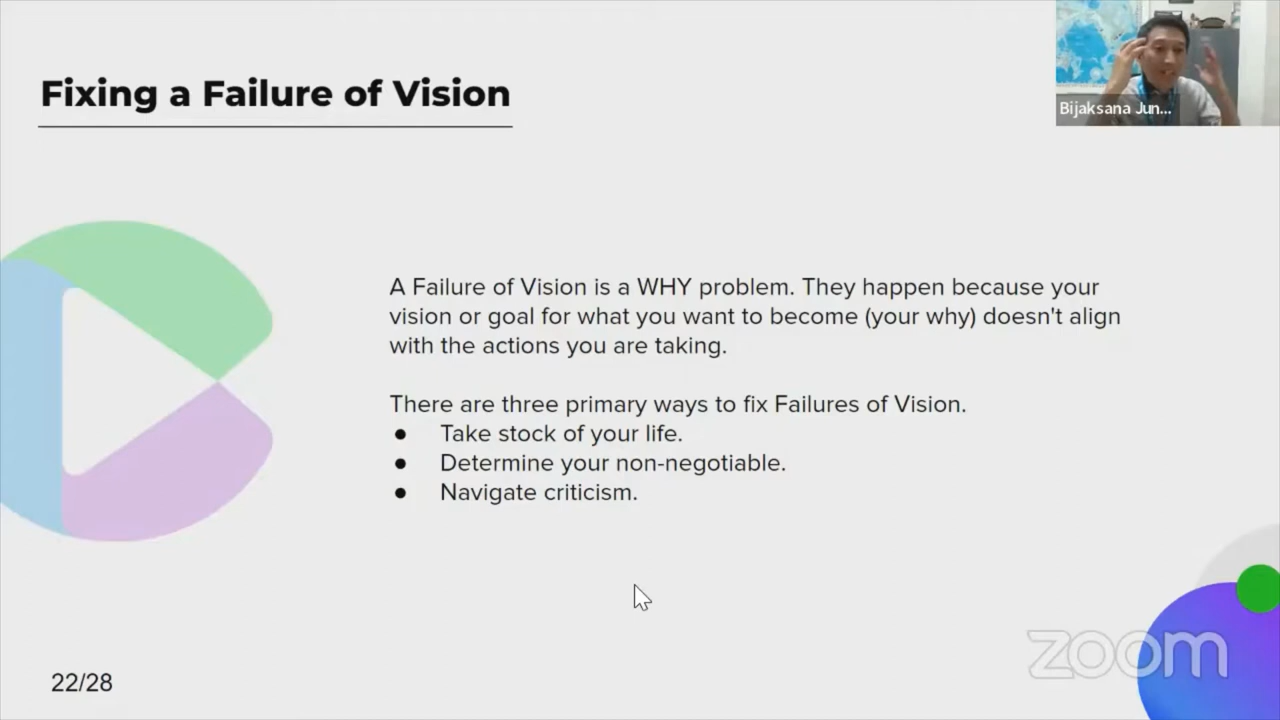 Fixing a Failure of Vision
Bijaksana Jun...
A Failure of Vision is a WHY problem. They happen because your
vision or goal for what you want to become (your why) doesn't align
with the actions you are taking.
There are three primary ways to fix Failures of Vision.
● Take stock of your life.
● Determine your non-negotiable.
● Navigate criticism.
zoom
22/28